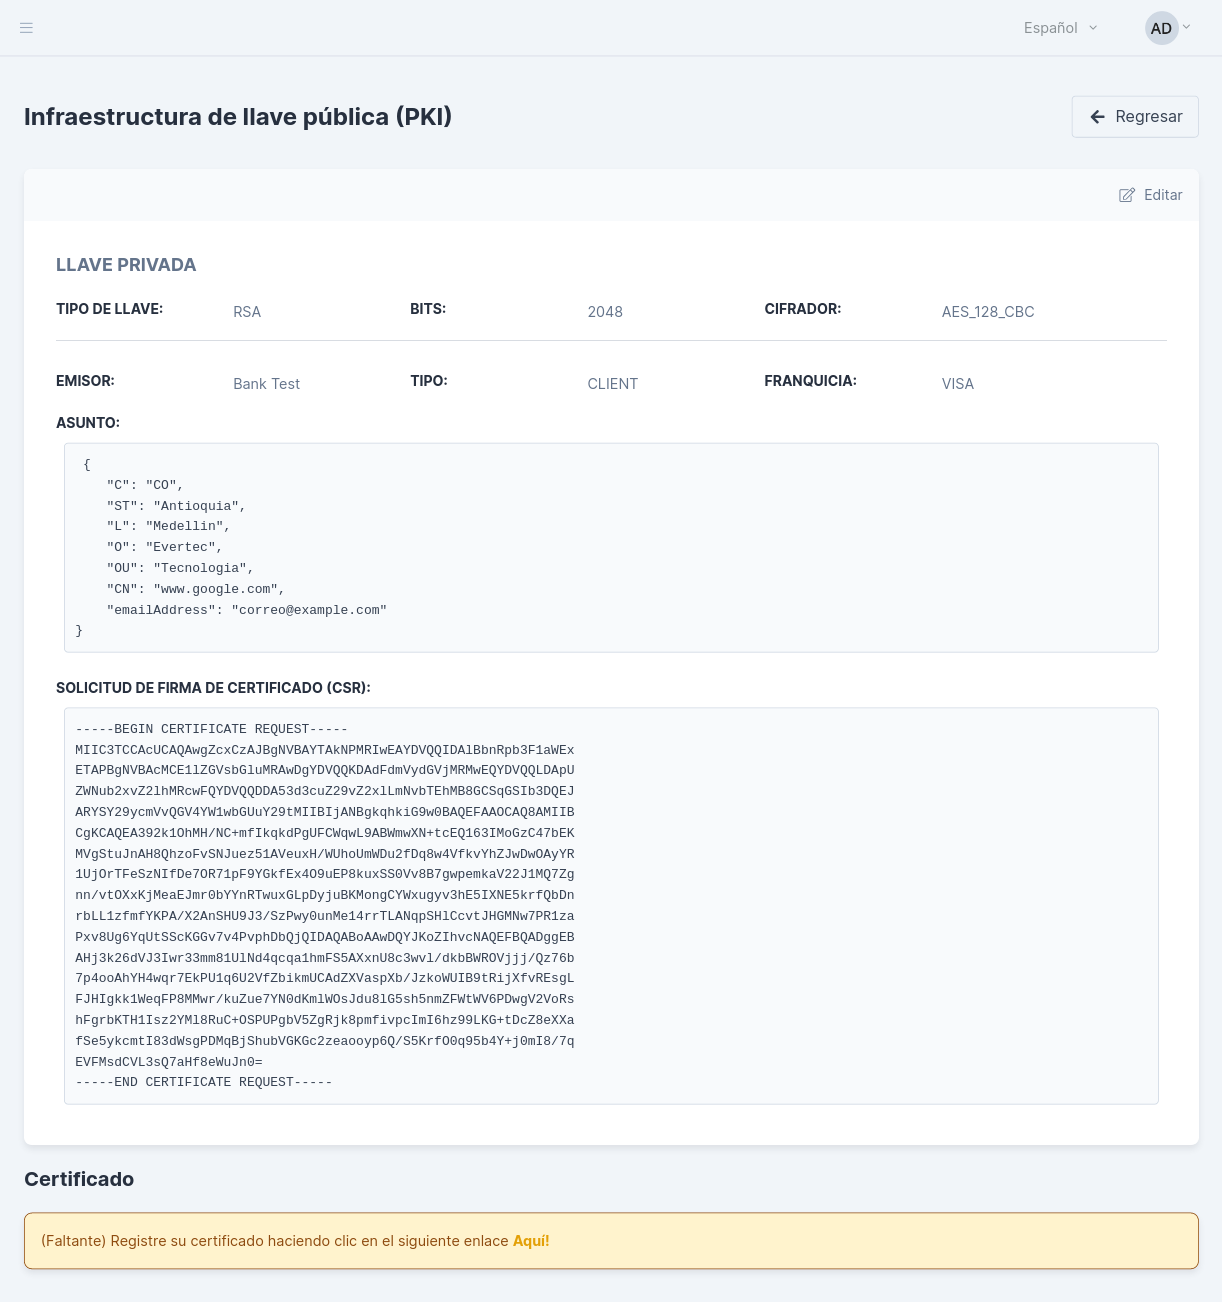 Español
AD
Infraestructura de llave pública (PKI)
Regresar
Editar
LLAVE PRIVADA
TIPO DE LLAVE: RSA BITS: 2048 CIFRADOR: AES_128_CBC
EMISOR: Bank Test TIPO: CLIENT FRANQUICIA: VISA
ASUNTO:
{
"C": "CO",
"ST": "Antioquia",
"L": "Medellin",
"O": "Evertec",
"OU": "Tecnologia",
"CN": "www.google.com",
"emailAddress": "correo@example.com"
}
SOLICITUD DE FIRMA DE CERTIFICADO (CSR):
-----BEGIN CERTIFICATE REQUEST-----
MIIC3TCCAcUCAQAwgZcxCzAJBgNVBAYTAkNPMRIwEAYDVQQIDAlBbnRpb3F1aWEx
ETAPBgNVBAcMCE1lZGVsbGluMRAwDgYDVQQKDAdFdmVydGVjMRMwEQYDVQQLDApU
ZWNub2xvZ2lhMRcwFQYDVQQDDA53d3cuZ29vZ2xlLmNvbTEhMB8GCSqGSIb3DQEJ
ARYSY29ycmVvQGV4YW1wbGUuY29tMIIBIjANBgkqhkiG9w0BAQEFAAOCAQ8AMIIB
CgKCAQEA392k1OhMH/NC+mfIkqkdPgUFCWqwL9ABWmwXN+tcEQ163IMoGzC47bEK
MVgStuJnAH8QhzoFvSNJuez51AVeuxH/WUhoUmWDu2fDq8w4VfkvYhZJwDwOAyYR
1UjOrTFeSzNIfDe7OR71pF9YGkfEx4O9uEP8kuxSS0Vv8B7gwpemkaV22J1MQ7Zg
nn/vtOXxKjMeaEJmr0bYYnRTwuxGLpDyjuBKMongCYWxugyv3hE5IXNE5krfQbDn
rbLL1zfmfYKPA/X2AnSHU9J3/SzPwy0unMe14rrTLANqpSHlCcvtJHGMNw7PR1za
Pxv8Ug6YqUtSScKGGv7v4PvphDbQjQIDAQABoAAwDQYJKoZIhvcNAQEFBQADggEB
AHj3k26dVJ3Iwr33mm81UlNd4qcqa1hmFS5AXxnU8c3wvl/dkbBWROVjjj/Qz76b
7p4ooAhYH4wqr7EkPU1q6U2VfZbikmUCAdZXVaspXb/JzkoWUIB9tRijXfvREsgL
FJHIgkk1WeqFP8MMwr/kuZue7YN0dKmlWOsJdu8lG5sh5nmZFWtWV6PDwgV2VoRs
hFgrbKTH1Isz2YMl8RuC+OSPUPgbV5ZgRjk8pmfivpcImI6hz99LKG+tDcZ8eXXa
fSe5ykcmtI83dWsgPDMqBjShubVGKGc2zeaooyp6Q/S5KrfO0q95b4Y+j0mI8/7q
EVFMsdCVL3sQ7aHf8eWuJn0=
-----END CERTIFICATE REQUEST-----
Certificado
(Faltante) Registre su certificado haciendo clic en el siguiente enlace Aquí!